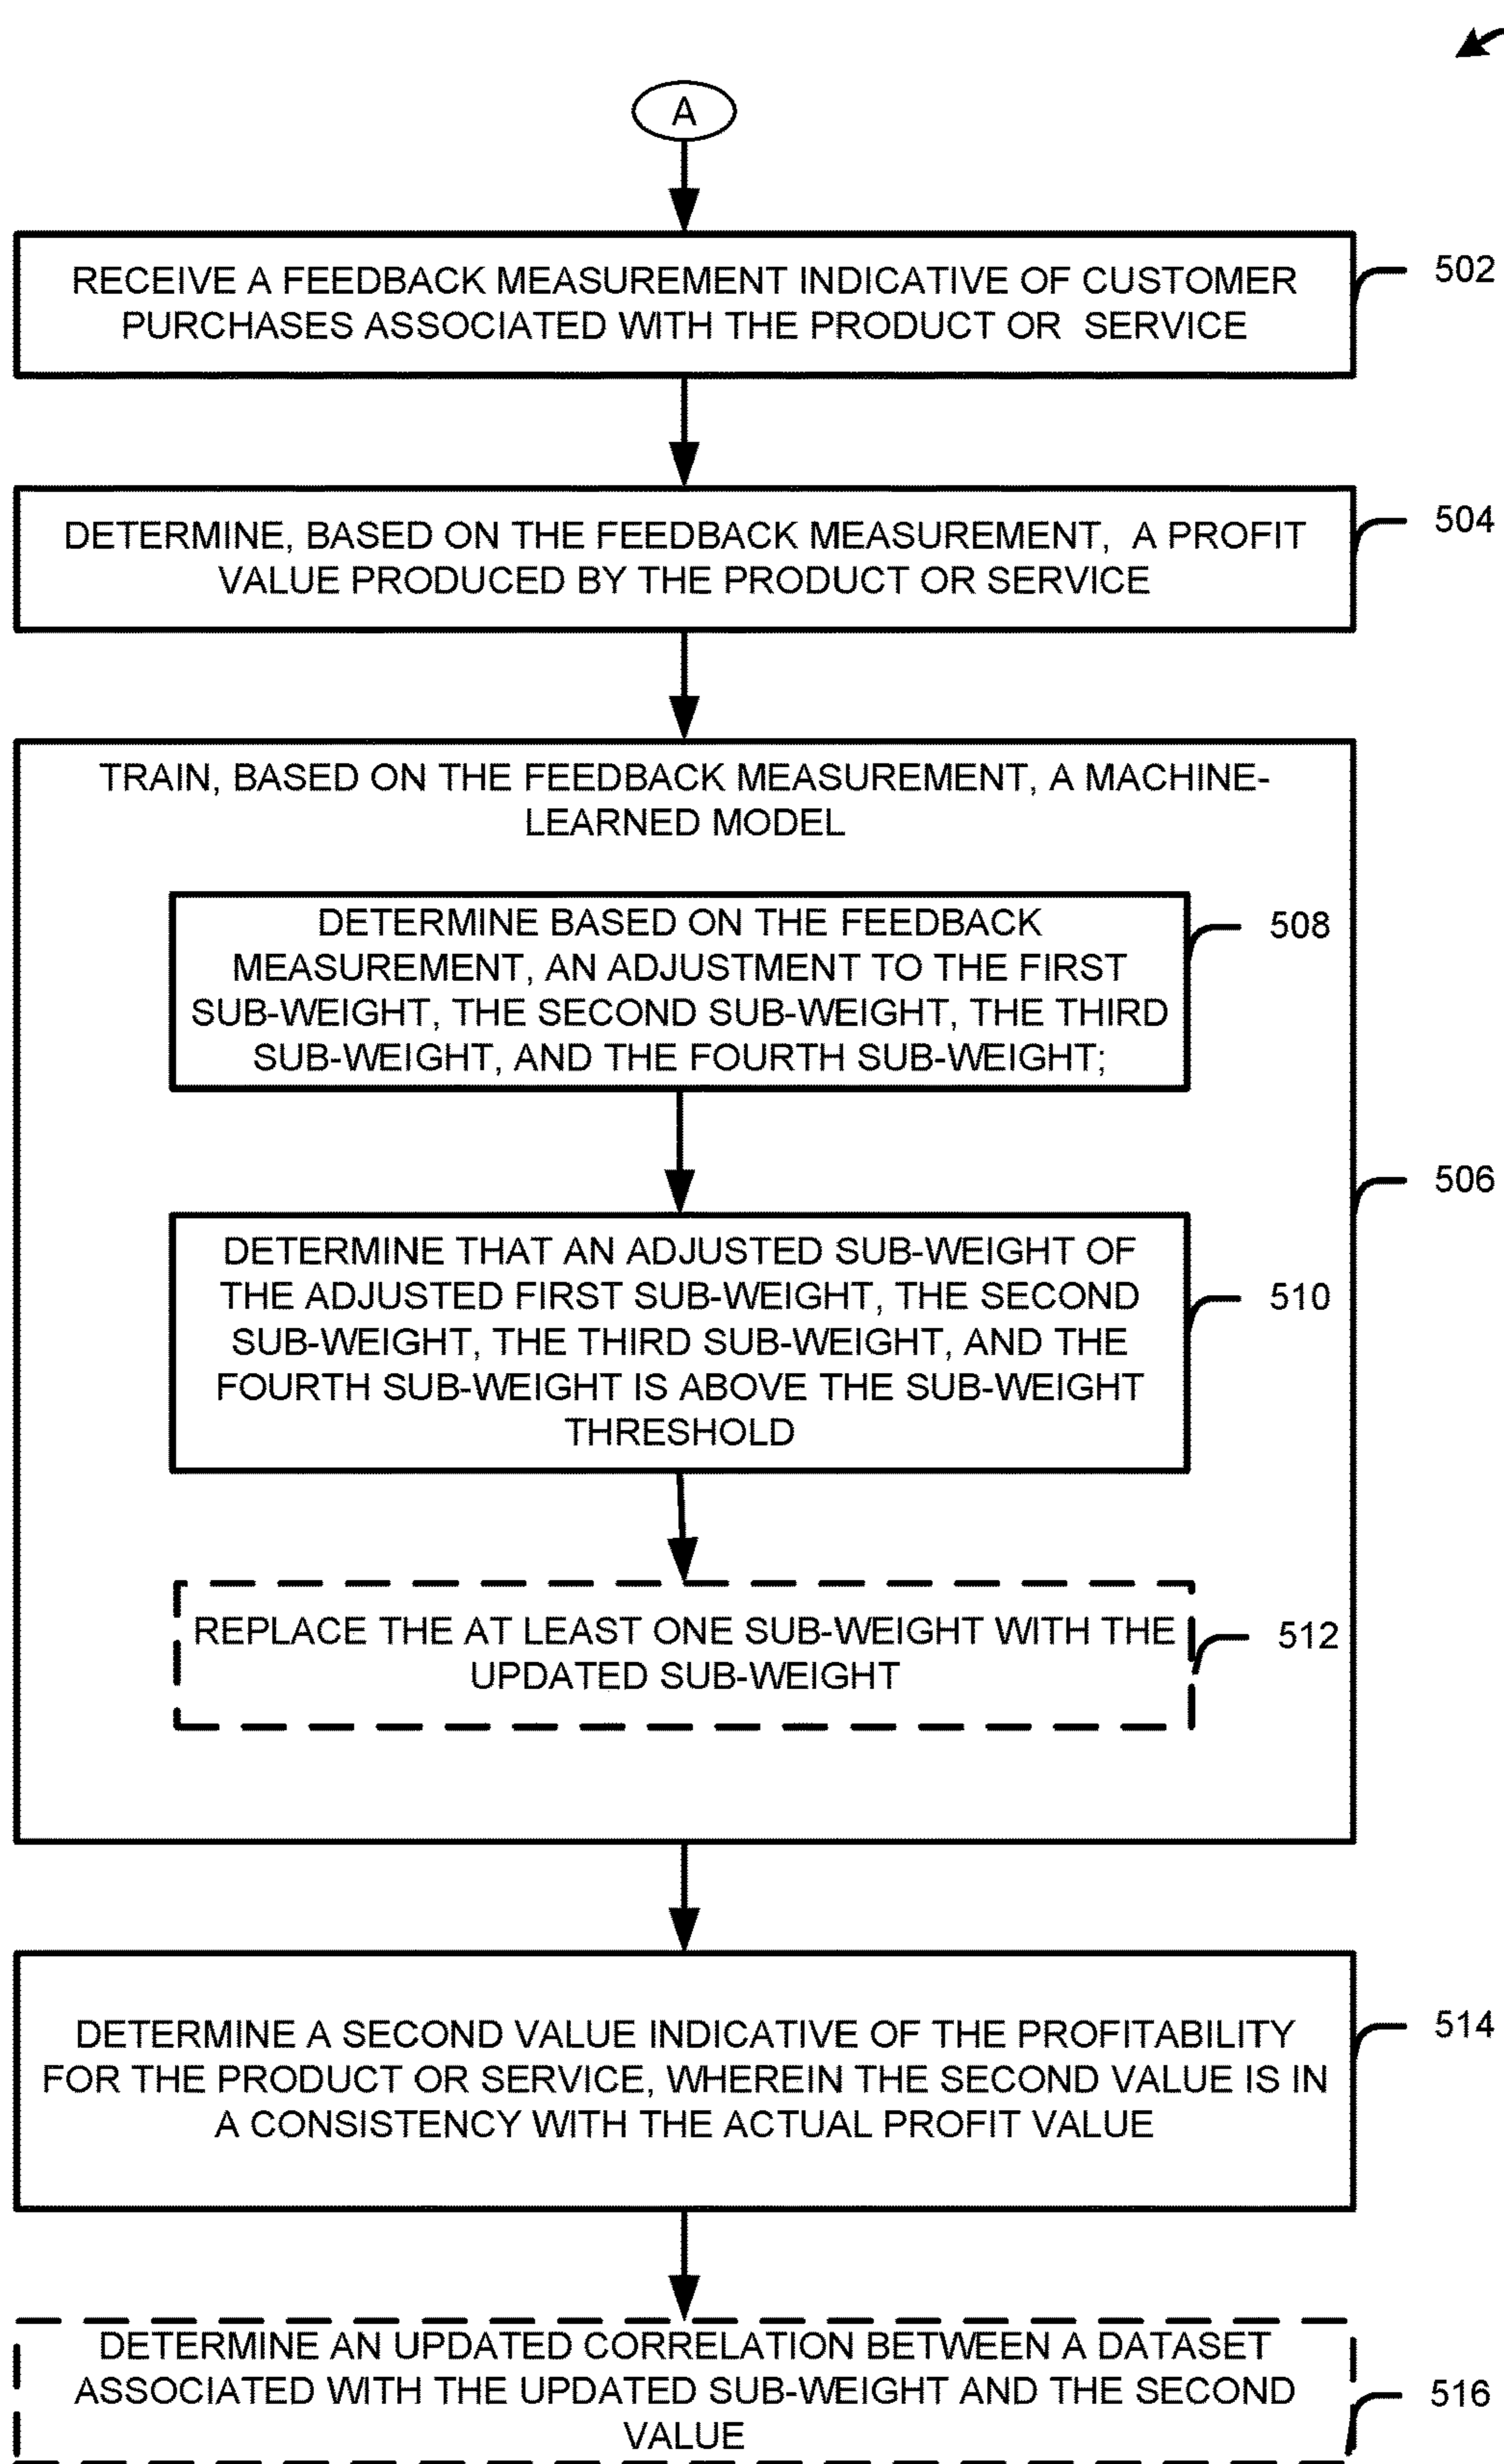 A
RECEIVE A FEEDBACK MEASUREMENT INDICATIVE OF CUSTOMER
PURCHASES ASSOCIATED WITH THE PRODUCT OR SERVICE
502
DETERMINE, BASED ON THE FEEDBACK MEASUREMENT, A PROFIT
VALUE PRODUCED BY THE PRODUCT OR SERVICE
504
TRAIN, BASED ON THE FEEDBACK MEASUREMENT, A MACHINE-
LEARNED MODEL
DETERMINE BASED ON THE FEEDBACK
MEASUREMENT, AN ADJUSTMENT TO THE FIRST
SUB-WEIGHT, THE SECOND SUB-WEIGHT, THE THIRD
SUB-WEIGHT, AND THE FOURTH SUB-WEIGHT;
508
506
DETERMINE THAT AN ADJUSTED SUB-WEIGHT OF
THE ADJUSTED FIRST SUB-WEIGHT, THE SECOND
SUB-WEIGHT, THE THIRD SUB-WEIGHT, AND THE
FOURTH SUB-WEIGHT IS ABOVE THE SUB-WEIGHT
THRESHOLD
510
REPLACE THE AT LEAST ONE SUB-WEIGHT WITH THE
UPDATED SUB-WEIGHT
512
DETERMINE A SECOND VALUE INDICATIVE OF THE PROFITABILITY
FOR THE PRODUCT OR SERVICE, WHEREIN THE SECOND VALUE IS IN
A CONSISTENCY WITH THE ACTUAL PROFIT VALUE
514
DETERMINE AN UPDATED CORRELATION BETWEEN A DATASET
ASSOCIATED WITH THE UPDATED SUB-WEIGHT AND THE SECOND
VALUE
516